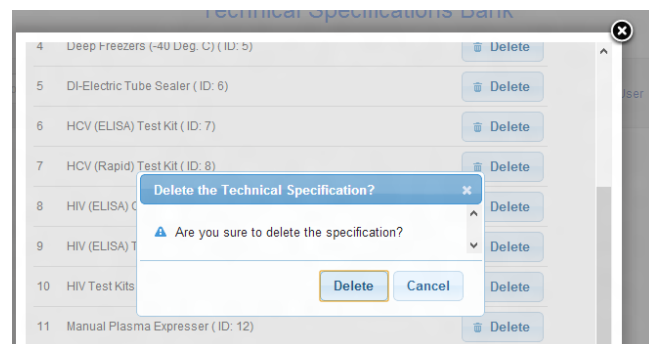 Technical Specifications Bank
4 Deep Freezers (-40 Deg. C) ( ID: 5) Delete
5 DI-Electric Tube Sealer ( ID: 6) Delete
User
6 HCV (ELISA) Test Kit ( ID: 7) Delete
7 HCV (Rapid) Test Kit ( ID: 8) Delete
Delete the Technical Specification?
8 HIV (ELISA) Delete
Are you sure to delete the specification?
9 HIV (ELISA) Delete
10 HIV Test Kits Delete
Delete Cancel
11 Manual Plasma Expresser ( ID: 12) Delete